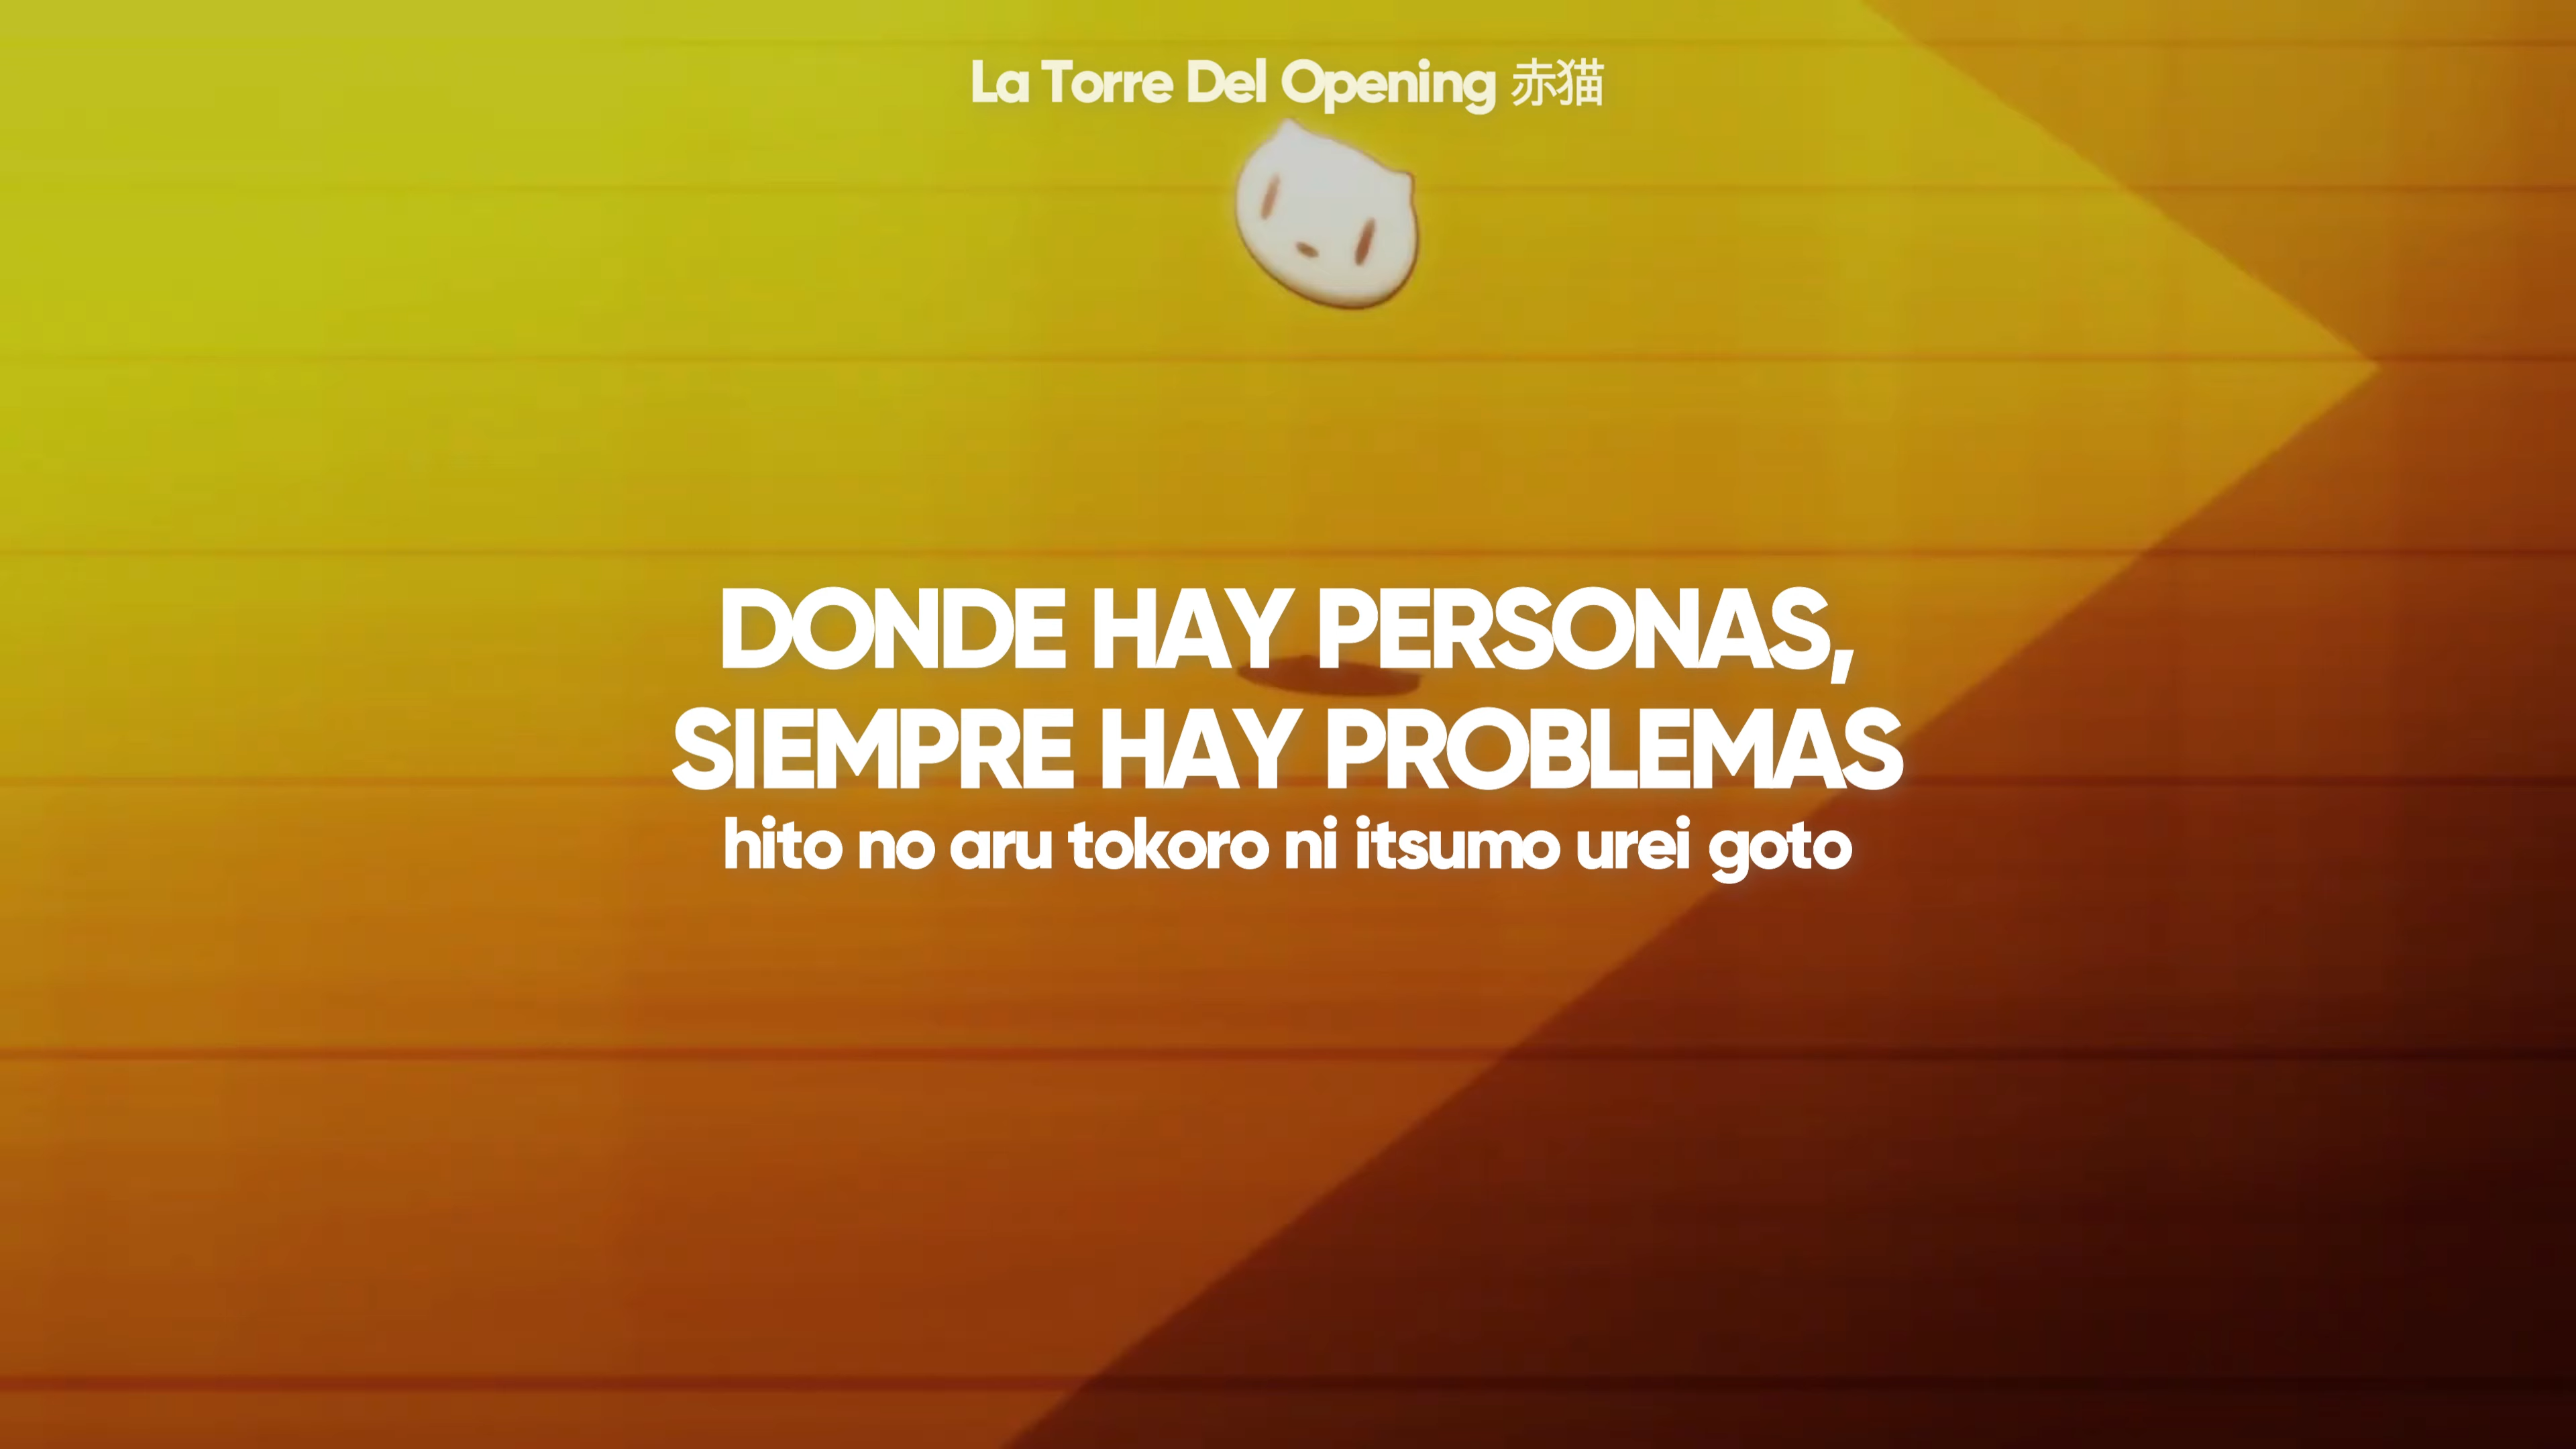 La Torre Del Opening 赤猫
DONDE HAY PERSONAS,
SIEMPRE HAY PROBLEMAS
hito no aru tokoro ni itsumo urei goto